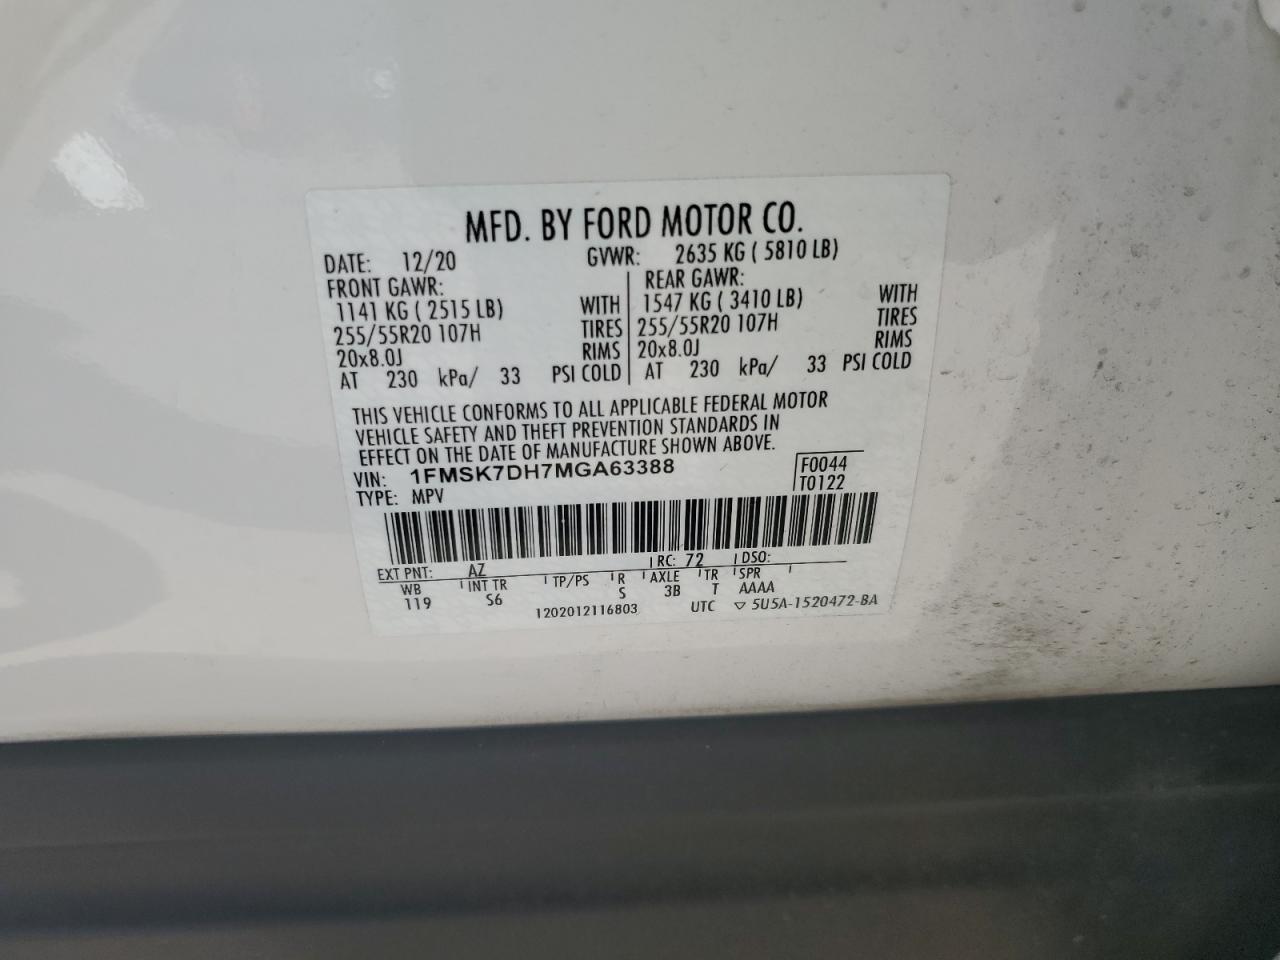 MFD. BY FORD MOTOR CO.
DATE: 12/20 GVWR: 2635 KG ( 5810 LB)
FRONT GAWR: REAR GAWR:
1141 KG ( 2515 LB) WITH 1547 KG ( 3410 LB) WITH
255/55R20 107H TIRES 255/55R20 107H TIRES
20x8.0J RIMS 20x8.0J RIMS
AT 230 kPa/ 33 PSI COLD AT 230 kPa/ 33 PSI COLD
THIS VEHICLE CONFORMS TO ALL APPLICABLE FEDERAL MOTOR
VEHICLE SAFETY AND THEFT PREVENTION STANDARDS IN
EFFECT ON THE DATE OF MANUFACTURE SHOWN ABOVE.
VIN: 1FMSK7DH7MGA63388 F0044
TYPE: MPV T0122
EXT PNT: AZ RC: 72 DSO:
WB INT TR TP/PS R AXLE TR SPR
119 S6 S 3B T AAAA
1202012116803 UTC ▽ 5U5A-1520472-BA